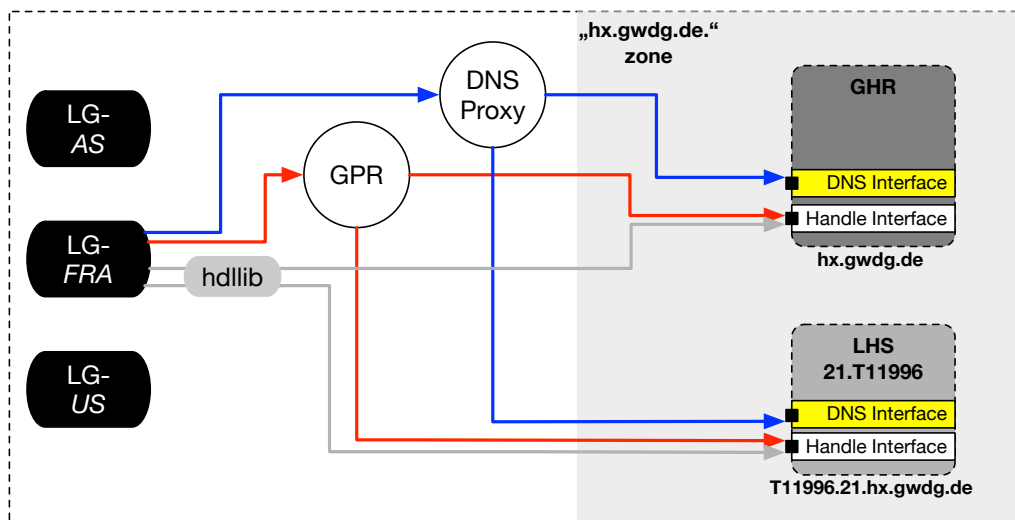 „hx.gwdg.de.“
zone
LG-
AS
DNS
Proxy
GHR
GPR
DNS Interface
Handle Interface
hx.gwdg.de
LG-
FRA
hdllib
LHS
21.T11996
LG-
US
DNS Interface
Handle Interface
T11996.21.hx.gwdg.de